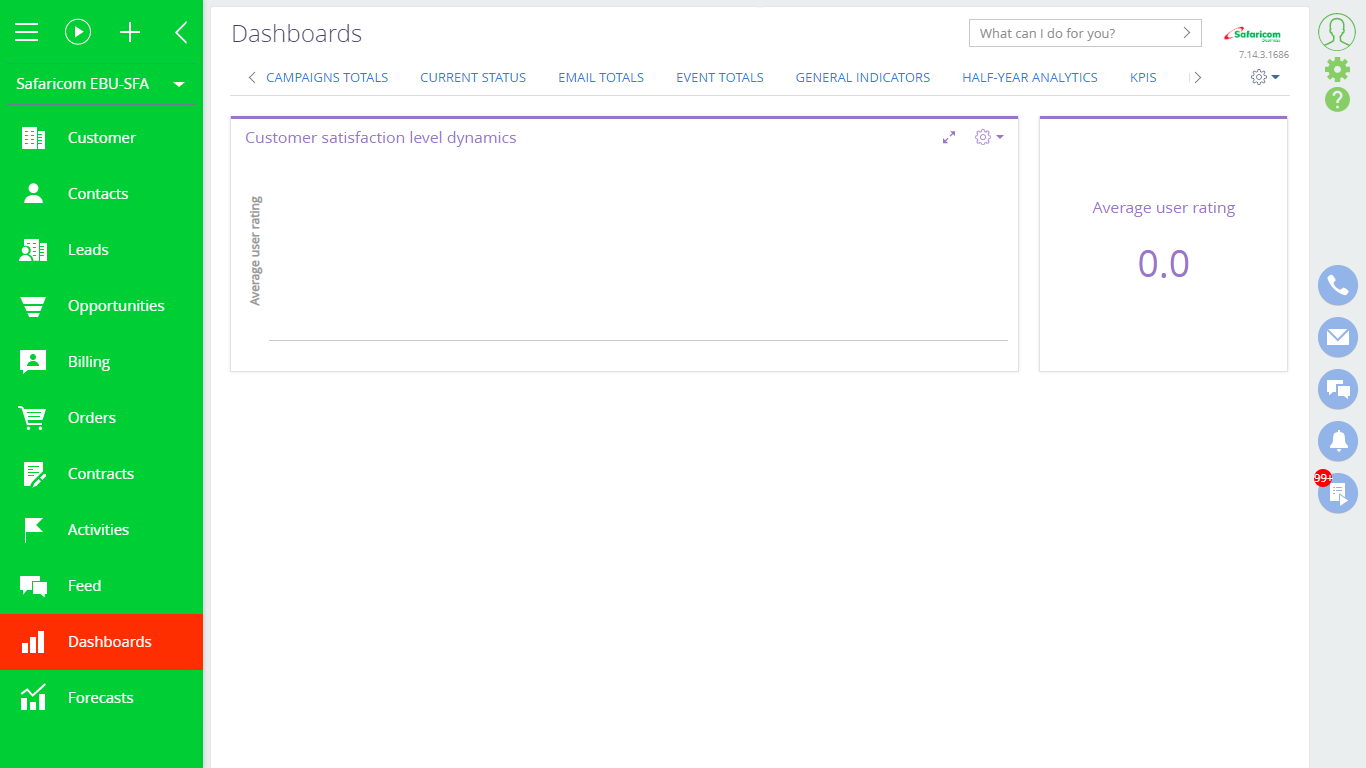 Safaricom EBU-SFA
Customer
Contacts
Leads
Opportunities
Billing
Orders
Contracts
Activities
Feed
Dashboards
Forecasts
Dashboards
What can I do for you?
Safaricom
7.14.3.1686
CAMPAIGNS TOTALS
CURRENT STATUS
EMAIL TOTALS
EVENT TOTALS
GENERAL INDICATORS
HALF-YEAR ANALYTICS
KPIS
Customer satisfaction level dynamics
Average user rating
Average user rating
0.0
99+